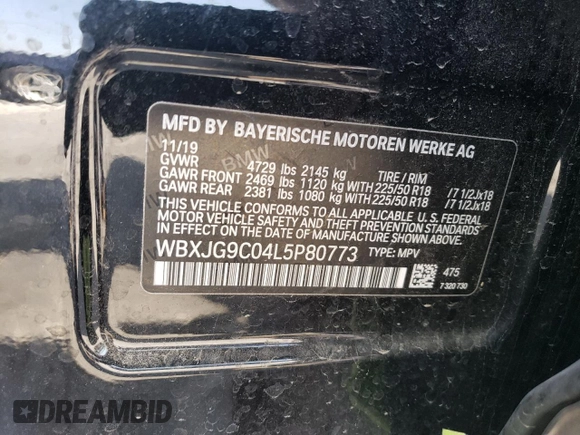 MFD BY BAYERISCHE MOTOREN WERKE AG
11/19
GVWR 4729 lbs 2145 kg TIRE / RIM
GAWR FRONT 2469 lbs 1120 kg WITH 225/50 R18 /7 1/2Jx18
GAWR REAR 2381 lbs 1080 kg WITH 225/50 R18 /7 1/2Jx18
THIS VEHICLE CONFORMS TO ALL APPLICABLE U. S. FEDERAL
MOTOR VEHICLE SAFETY AND THEFT PREVENTION STANDARDS
IN EFFECT ON THE DATE OF MANUFACTURE SHOWN ABOVE.
WBXJG9C04L5P80773 TYPE: MPV
475
7 320 730
DREAMBID